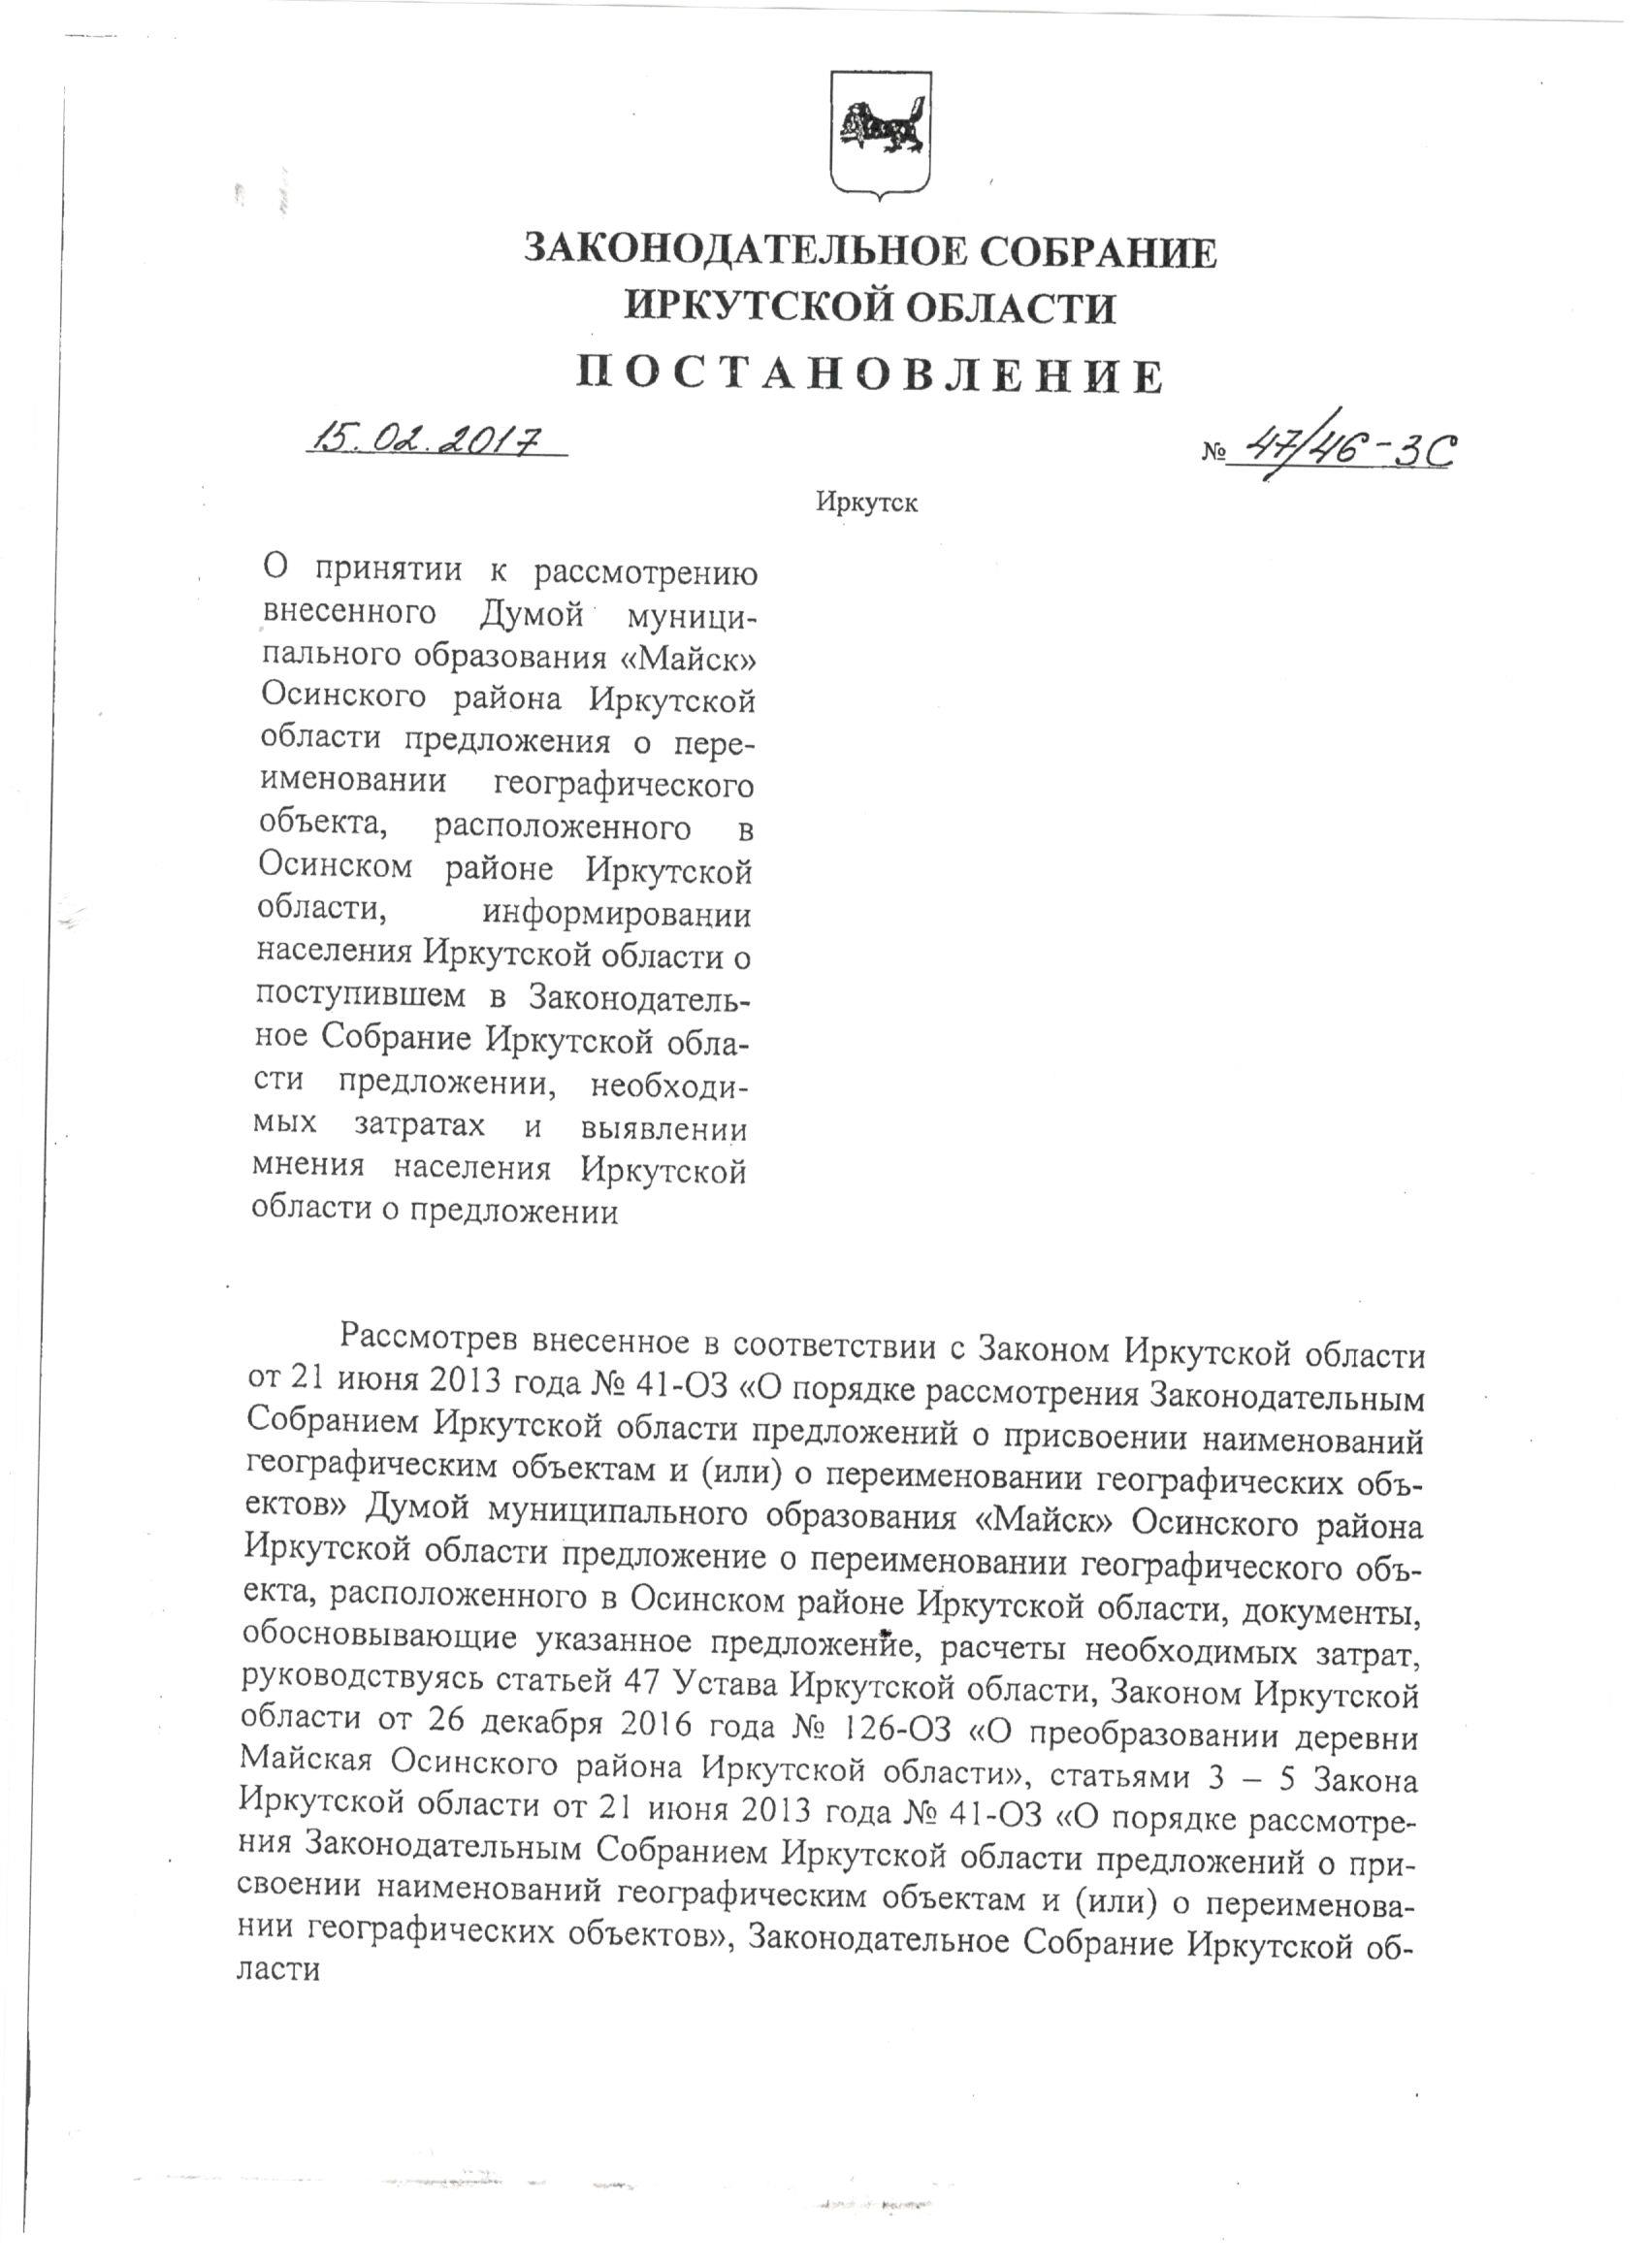 ЗАКОНОДАТЕЛЬНОЕ СОБРАНИЕ
ИРКУТСКОЙ ОБЛАСТИ
ПОСТАНОВЛЕНИЕ
15.02.2017 № 47/46-ЗС
Иркутск
О принятии к рассмотрению
внесенного Думой муници-
пального образования «Майск»
Осинского района Иркутской
области предложения о пере-
именовании географического
объекта, расположенного в
Осинском районе Иркутской
области, информировании
населения Иркутской области о
поступившем в Законодатель-
ное Собрание Иркутской обла-
сти предложении, необходи-
мых затратах и выявлении
мнения населения Иркутской
области о предложении
Рассмотрев внесенное в соответствии с Законом Иркутской области
от 21 июня 2013 года № 41-ОЗ «О порядке рассмотрения Законодательным
Собранием Иркутской области предложений о присвоении наименований
географическим объектам и (или) о переименовании географических объ-
ектов» Думой муниципального образования «Майск» Осинского района
Иркутской области предложение о переименовании географического объ-
екта, расположенного в Осинском районе Иркутской области, документы,
обосновывающие указанное предложение, расчеты необходимых затрат,
руководствуясь статьей 47 Устава Иркутской области, Законом Иркутской
области от 26 декабря 2016 года № 126-ОЗ «О преобразовании деревни
Майская Осинского района Иркутской области», статьями 3 – 5 Закона
Иркутской области от 21 июня 2013 года № 41-ОЗ «О порядке рассмотре-
ния Законодательным Собранием Иркутской области предложений о при-
своении наименований географическим объектам и (или) о переименова-
нии географических объектов», Законодательное Собрание Иркутской об-
ласти